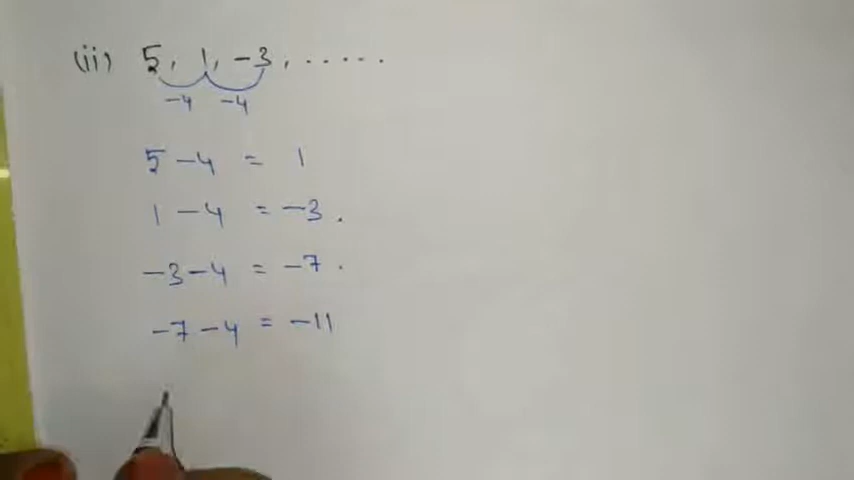 (ii) 5, 1, -3, .....
-4 -4
5 -4 = 1
1 -4 = -3.
-3-4 = -7.
-7-4 = -11